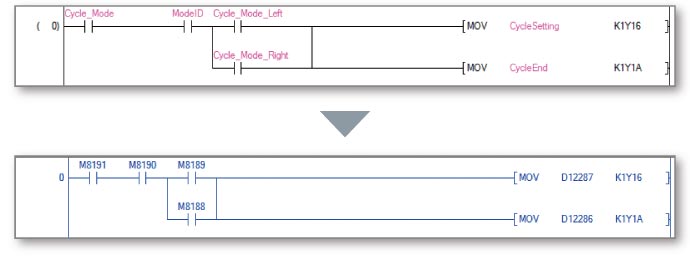 Cycle_Mode ModeID Cycle_Mode_Left
( 0) [MOV CycleSetting K1Y16 ]
Cycle_Mode_Right
[MOV CycleEnd K1Y1A ]
M8191 M8190 M8189
0 [MOV D12287 K1Y16 ]
M8188
[MOV D12286 K1Y1A ]